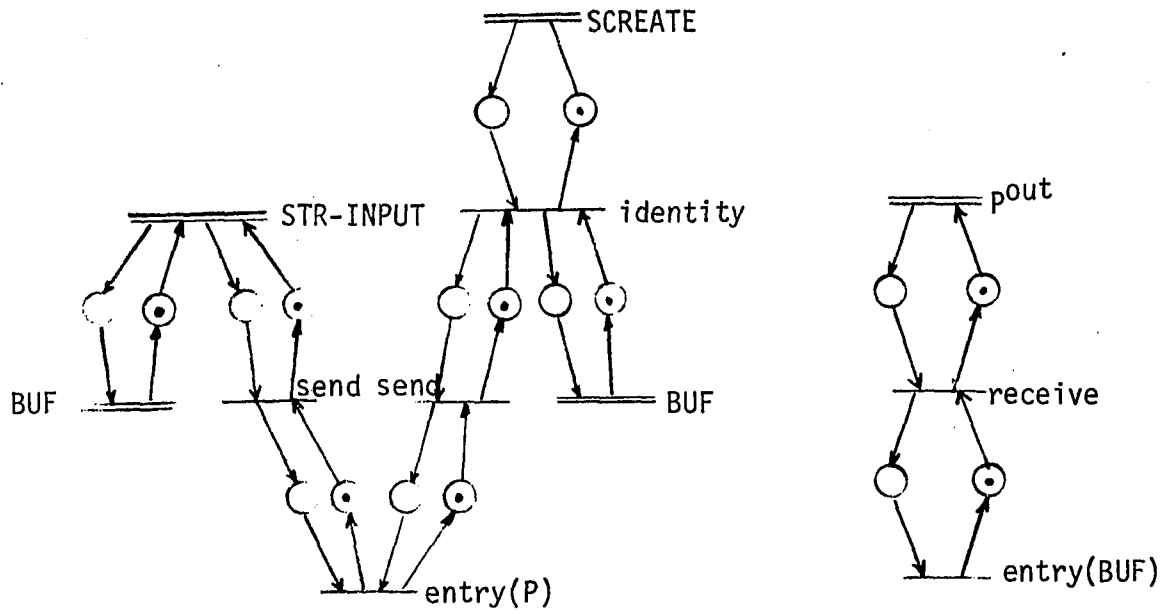 SCREATE
STR-INPUT
identity
pout
send send
BUF
BUF
receive
entry(P)
entry(BUF)